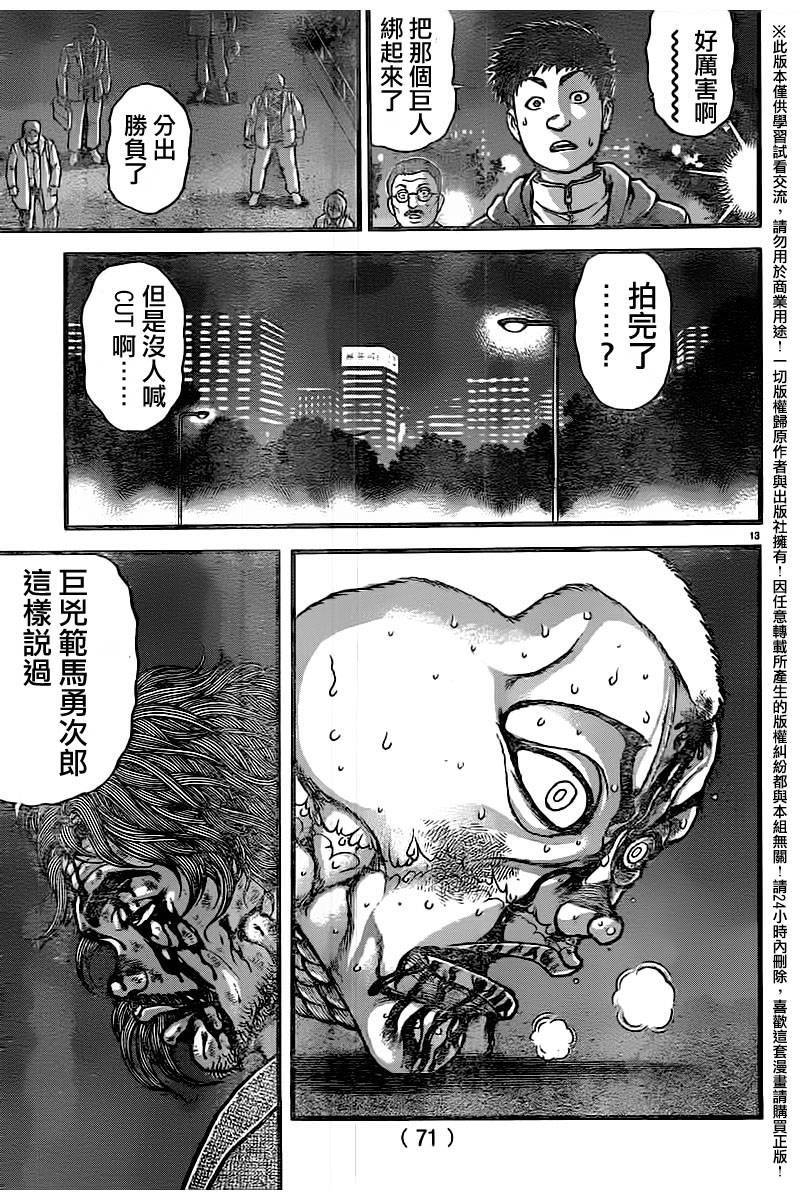 好厲害啊
把那個巨人
綁起來了
分出
勝負了
拍完了
……?
但是沒人喊
CUT啊……
13
巨兇範馬勇次郎
這樣説過
( 71 )
※此版本僅供學習試看交流，請勿用於商業用途！一切版權歸原作者與出版社擁有！因任意轉載所產生的版權糾紛都與本組無關！請24小時內刪除，喜歡這套漫畫請購買正版！